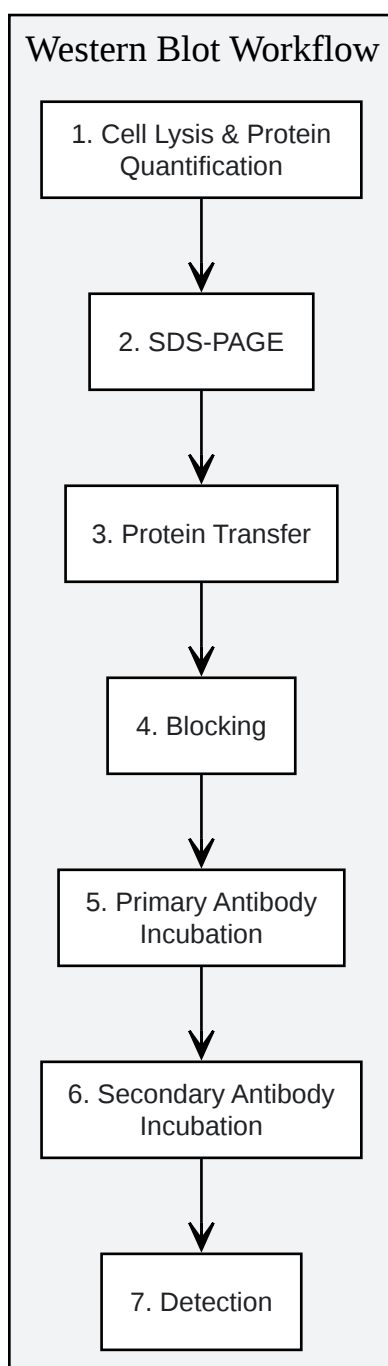 Western Blot Workflow
1. Cell Lysis & Protein
Quantification
2. SDS-PAGE
3. Protein Transfer
4. Blocking
5. Primary Antibody
Incubation
6. Secondary Antibody
Incubation
7. Detection